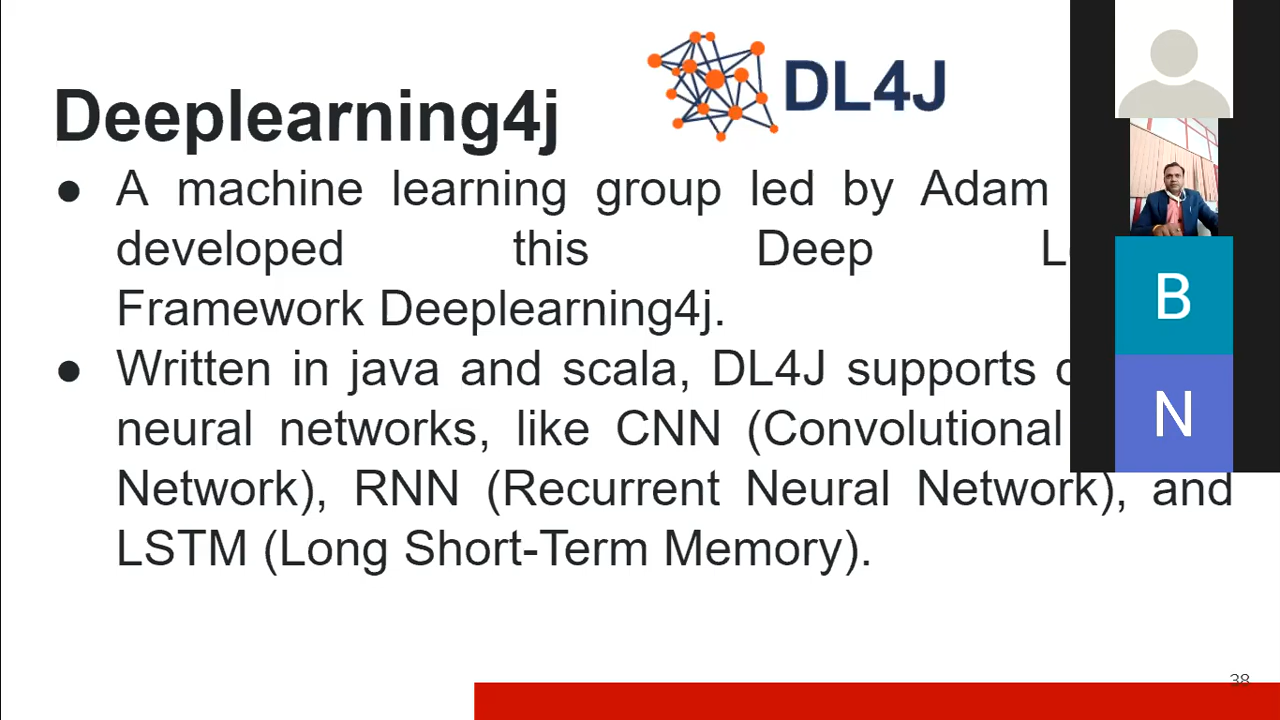 DL4J
Deeplearning4j
● A machine learning group led by Adam
developed this Deep
Framework Deeplearning4j.
● Written in java and scala, DL4J supports
neural networks, like CNN (Convolutional
Network), RNN (Recurrent Neural Network), and
LSTM (Long Short-Term Memory).
B
N
38